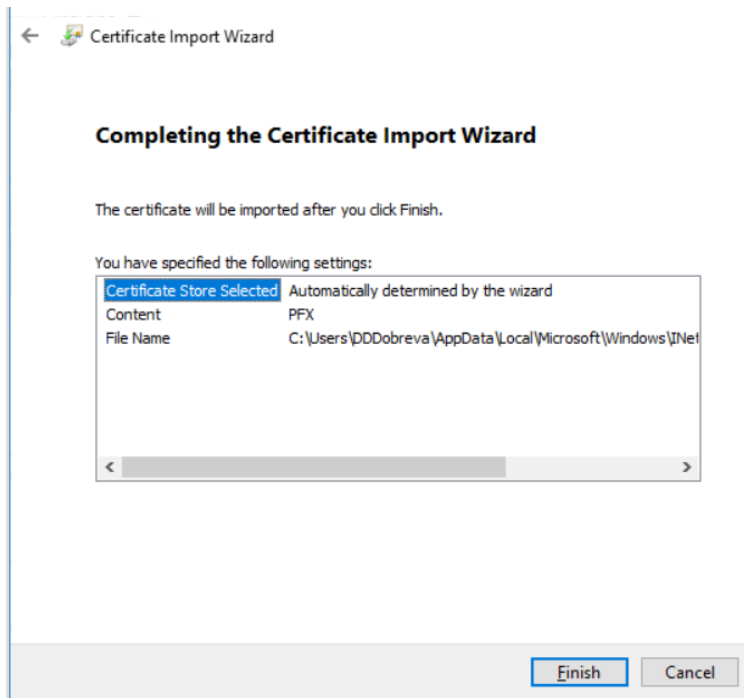 Certificate Import Wizard
Completing the Certificate Import Wizard
The certificate will be imported after you click Finish.
You have specified the following settings:
Certificate Store Selected Automatically determined by the wizard
Content PFX
File Name C:\Users\DDDobreva\AppData\Local\Microsoft\Windows\INet
Finish Cancel